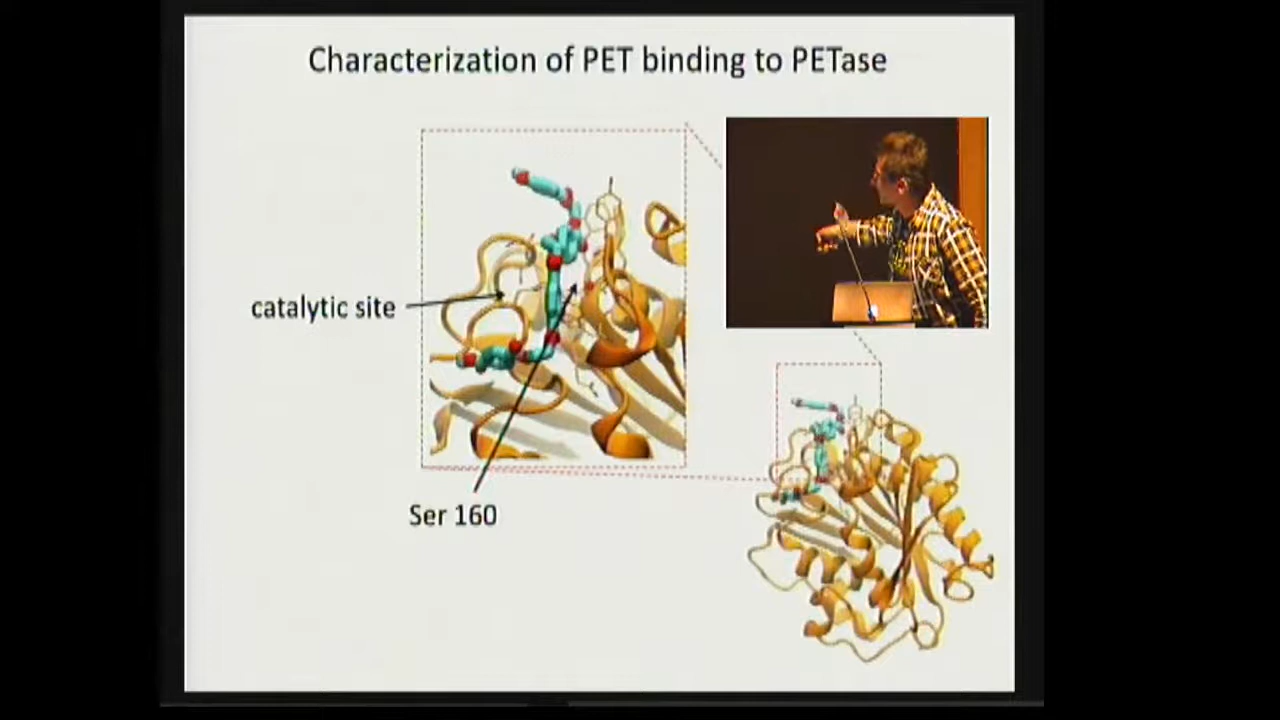 Characterization of PET binding to PETase
catalytic site
Ser 160